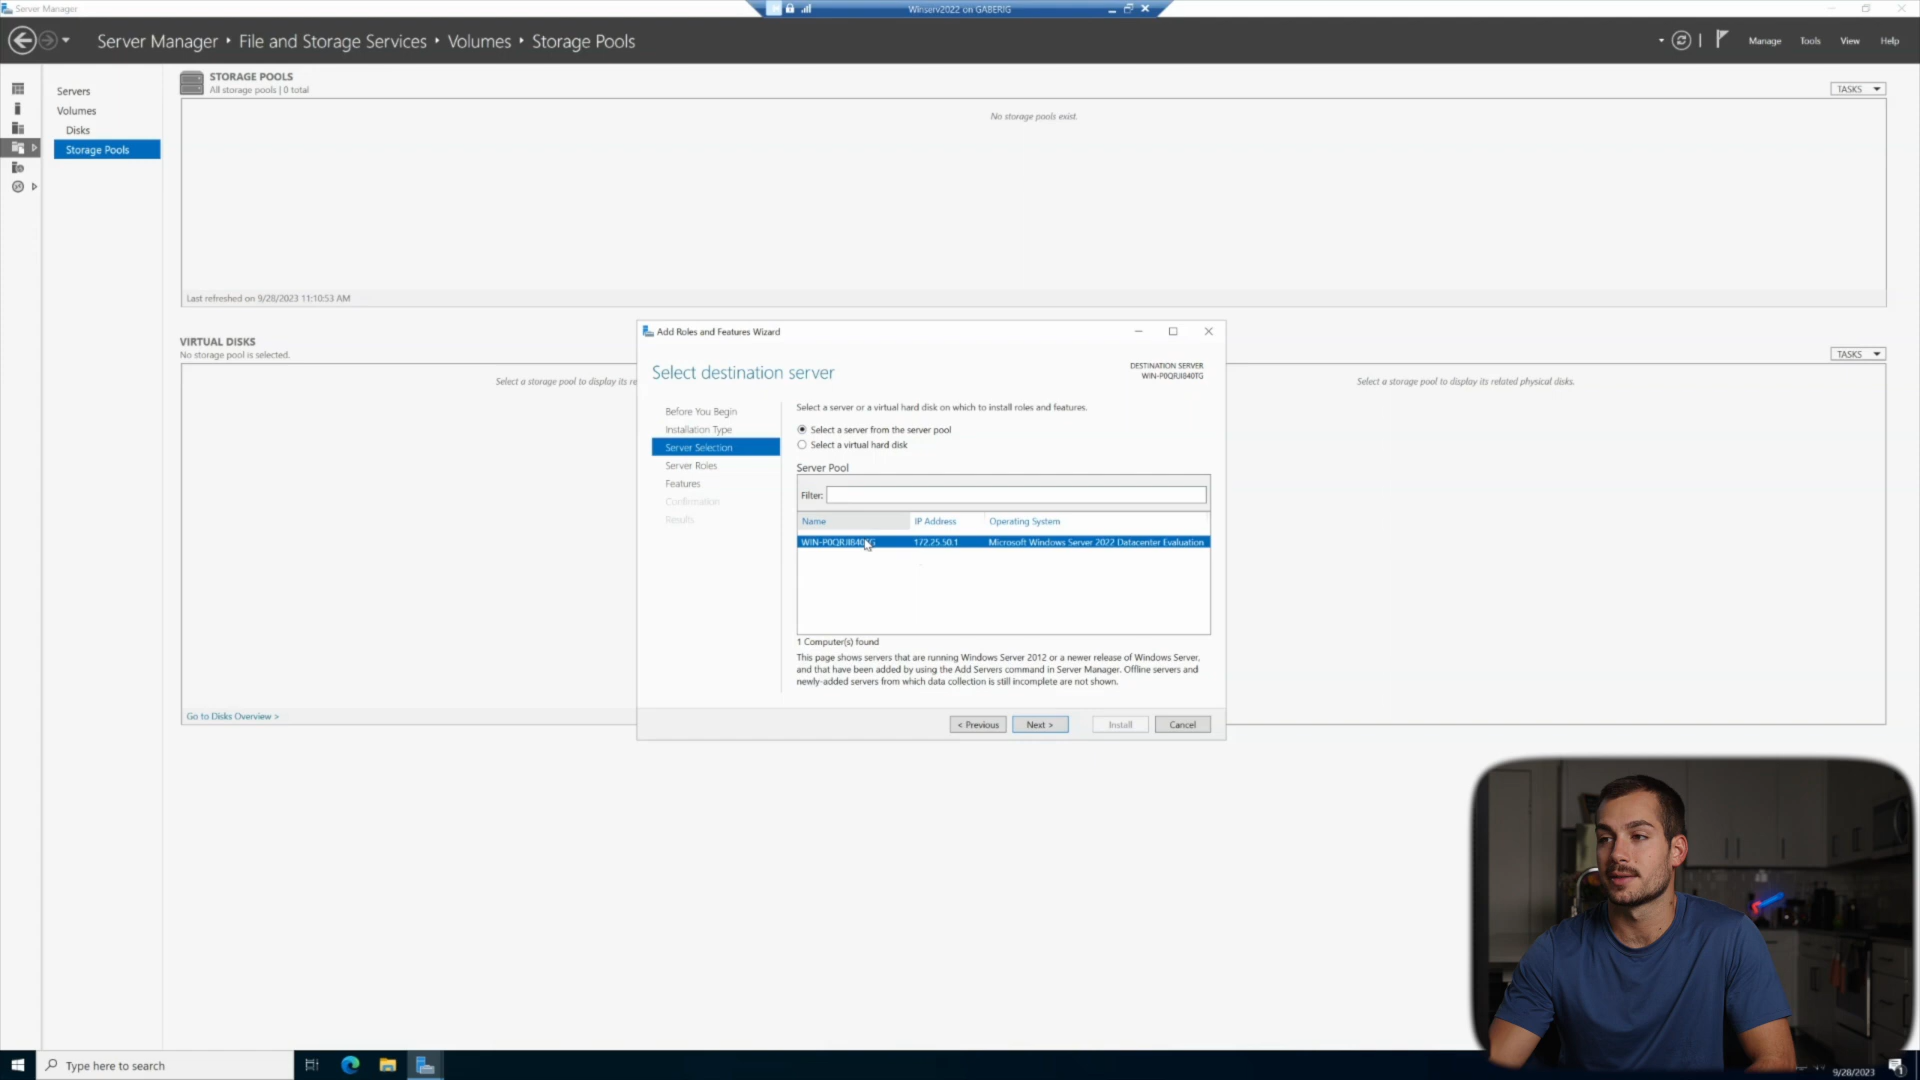 Server Manager
Winserv2022 on GABERIG
Server Manager • File and Storage Services • Volumes • Storage Pools
Manage
Tools
View
Help
Servers
Volumes
Disks
Storage Pools
STORAGE POOLS
All storage pools | 0 total
TASKS
No storage pools exist.
Last refreshed on 9/28/2023 11:10:53 AM
VIRTUAL DISKS
No storage pool is selected.
TASKS
Select a storage pool to display its re
Select a storage pool to display its related physical disks.
Go to Disks Overview >
Add Roles and Features Wizard
Select destination server
DESTINATION SERVER
Before You Begin
Installation Type
Server Selection
Server Roles
Features
Confirmation
Results
Select a server or a virtual hard disk on which to install roles and features.
Select a server from the server pool
Select a virtual hard disk
Server Pool
Filter:
Name
IP Address
Operating System
172.25.50.1
Microsoft Windows Server 2022 Datacenter Evaluation
1 Computer(s) found
This page shows servers that are running Windows Server 2012 or a newer release of Windows Server,
and that have been added by using the Add Servers command in Server Manager. Offline servers and
newly-added servers from which data collection is still incomplete are not shown.
< Previous
Next >
Install
Cancel
Type here to search
9/28/2023